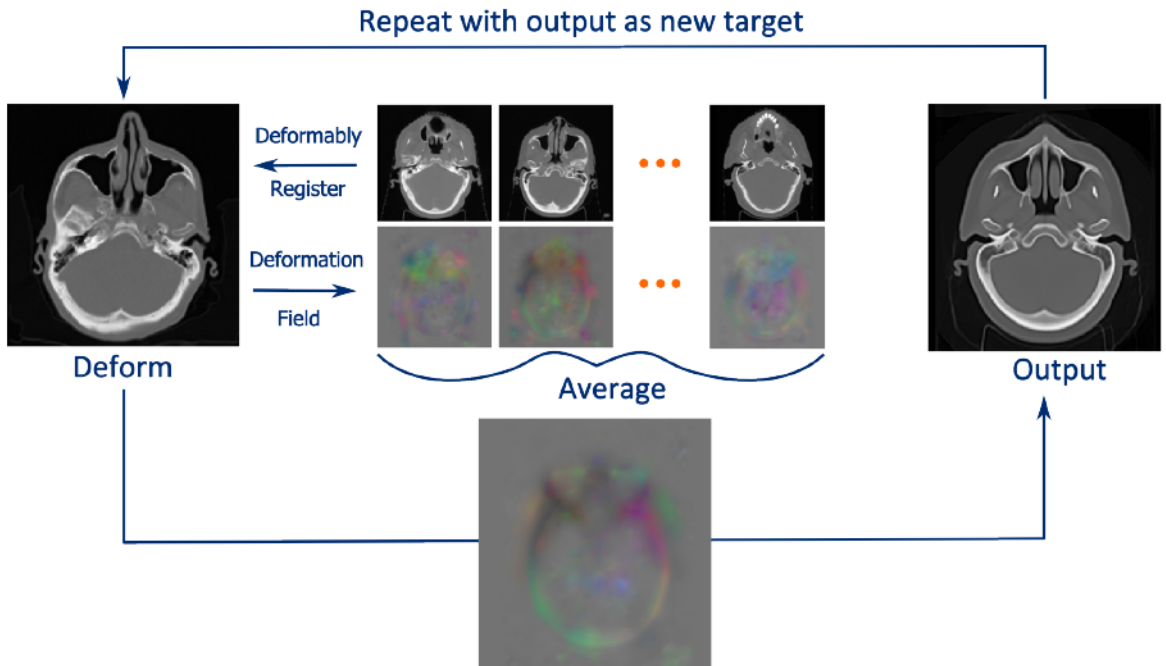 Repeat with output as new target
Deformably
Register
Deformation
Field
Deform
Average
Output